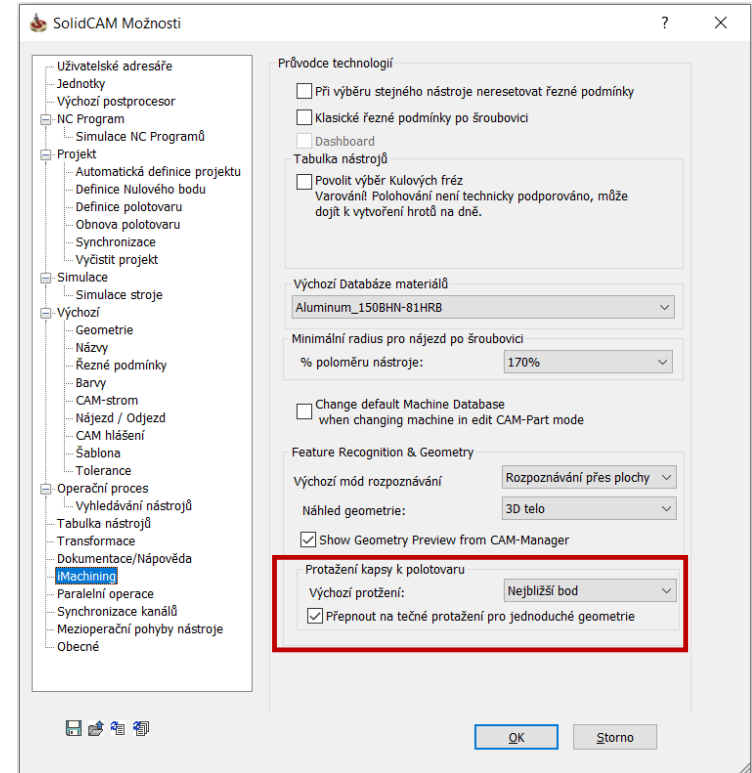 SolidCAM Možnosti
?
Uživatelské adresáře
Jednotky
Výchozí postprocesor
NC Program
Simulace NC Programů
Projekt
Automatická definice projektu
Definice Nulového bodu
Definice polotovaru
Obnova polotovaru
Synchronizace
Vyčistit projekt
Simulace
Simulace stroje
Výchozí
Geometrie
Názvy
Řezné podmínky
Barvy
CAM-strom
Nájezd / Odjezd
CAM hlášení
Šablona
Tolerance
Operační proces
Vyhledávání nástrojů
Tabulka nástrojů
Transformace
Dokumentace/Nápověda
iMachining
Paralelní operace
Synchronizace kanálů
Mezioperační pohyby nástroje
Obecné
Průvodce technologií
Při výběru stejného nástroje neresetovat řezné podmínky
Klasické řezné podmínky po šroubovici
Dashboard
Tabulka nástrojů
Povolit výběr Kulových fréz
Varování! Polohování není technicky podporováno, může
dojít k vytvoření hrotů na dně.
Výchozí Databáze materiálů
Aluminum_150BHN-81HRB
Minimální radius pro nájezd po šroubovici
% poloměru nástroje: 170%
Change default Machine Database
when changing machine in edit CAM-Part mode
Feature Recognition & Geometry
Výchozí mód rozpoznávání Rozpoznávání přes plochy
Náhled geometrie: 3D telo
Show Geometry Preview from CAM-Manager
Protažení kapsy k polotovaru
Výchozí protžení: Nejbližší bod
Přepnout na tečné protažení pro jednoduché geometrie
OK Storno